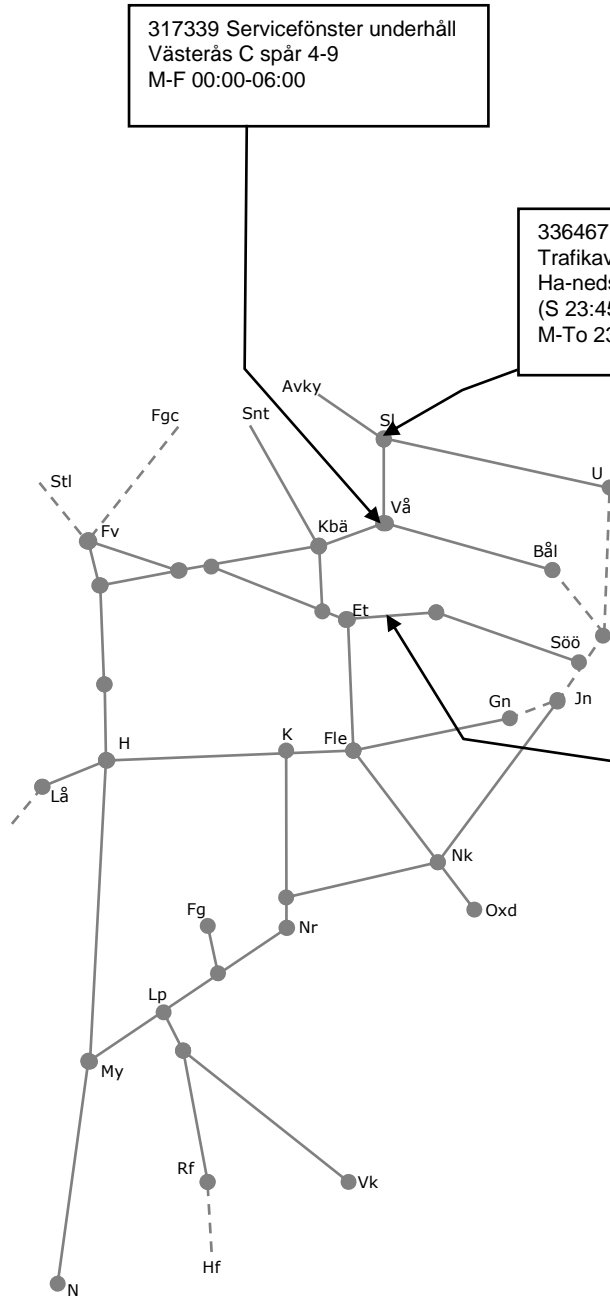 317339 Servicefönster underhåll
Västerås C spår 4-9
M-F 00:00-06:00
336467
Trafikav
Ha-neds
(S 23:45
M-To 23
Avky
Fgc
Snt
Sl
Stl
U
Fv
Vå
Kbä
Bål
Et
Söö
Jn
Gn
H
K
Fle
Lå
Nk
Fg
Oxd
Nr
Lp
My
Rf
Vk
Hf
N